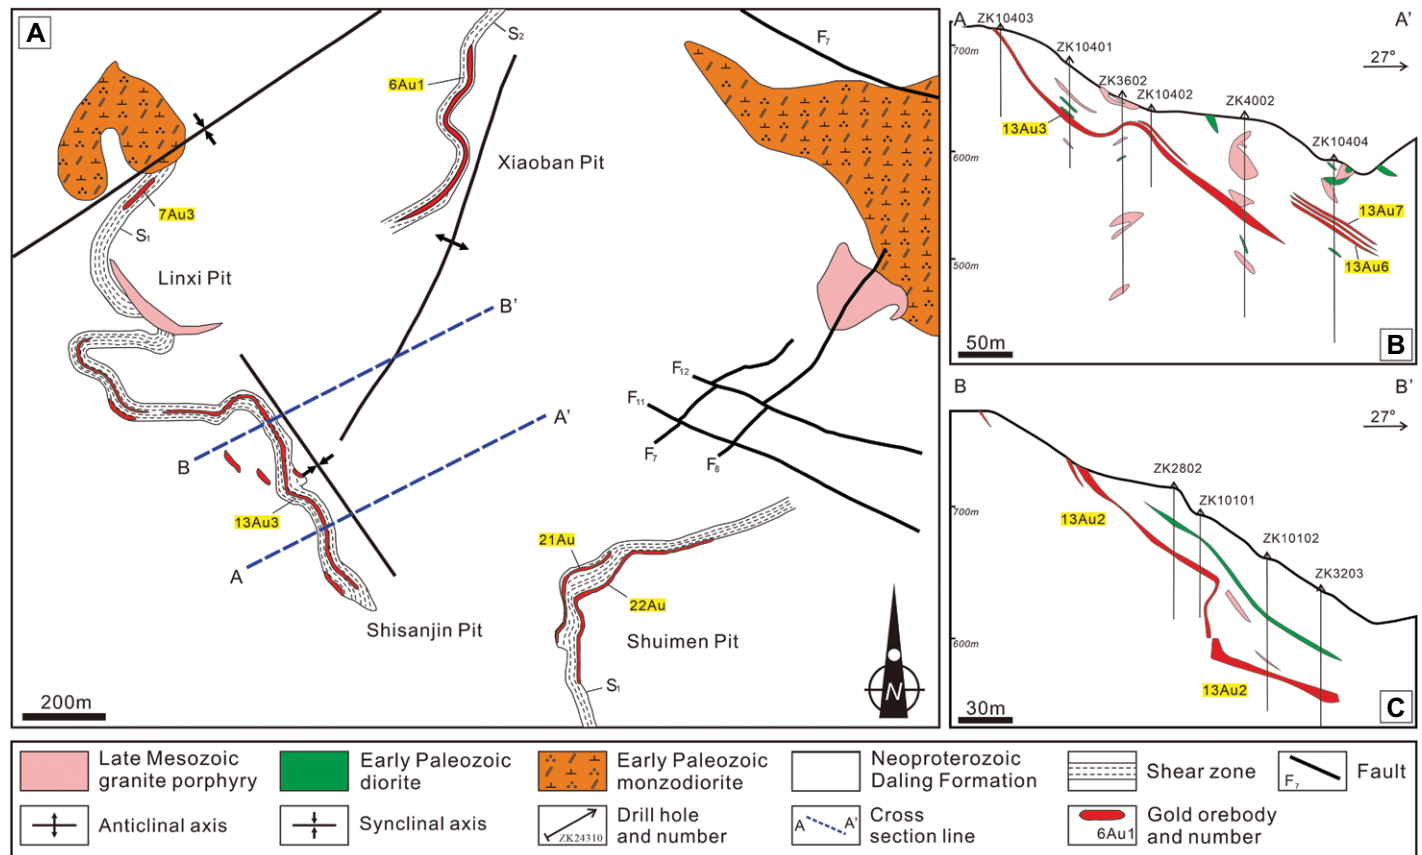 A
S₂
F₇
6Au1
Xiaoban Pit
7Au3
S₁
Linxi Pit
B'
F₁₂
A'
F₁₁
B
F₇
F₈
13Au3
21Au
A
22Au
Shisanjin Pit
Shuimen Pit
S₁
200m
N
A
ZK10403
A'
700m
ZK10401
27°
ZK3602
ZK10402
ZK4002
13Au3
ZK10404
600m
13Au7
500m
13Au6
50m
B
B
B'
27°
ZK2802
ZK10101
700m
13Au2
ZK10102
ZK3203
600m
13Au2
30m
C
Late Mesozoic
granite porphyry
Early Paleozoic
diorite
Early Paleozoic
monzodiorite
Neoproterozoic
Daling Formation
Shear zone
F₇
Fault
Anticlinal axis
Synclinal axis
ZK24310
Drill hole
and number
A A'
Cross
section line
6Au1
Gold orebody
and number